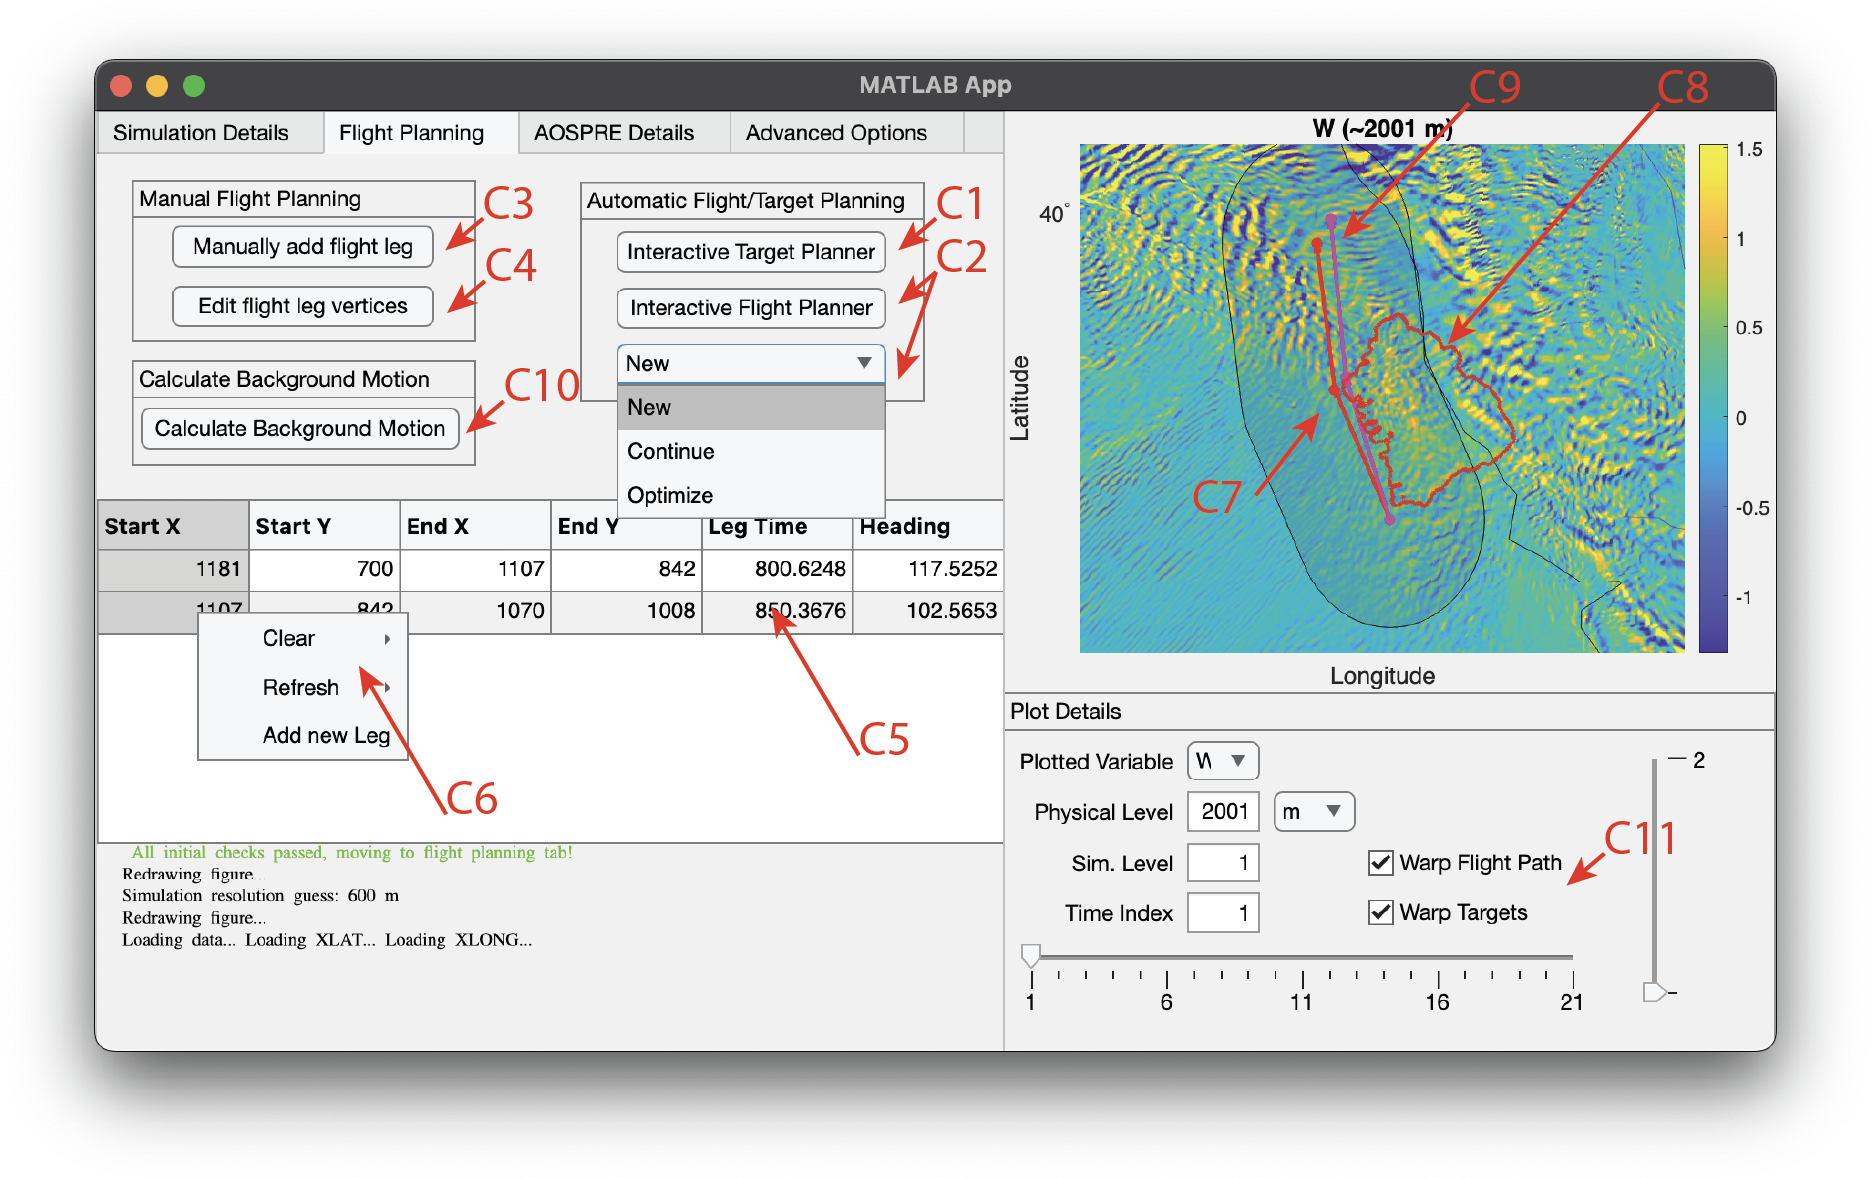 MATLAB App
Simulation Details
Flight Planning
AOSPRE Details
Advanced Options
Manual Flight Planning
C3
Manually add flight leg
C4
Edit flight leg vertices
Calculate Background Motion
C10
Calculate Background Motion
Automatic Flight/Target Planning
C1
Interactive Target Planner
C2
Interactive Flight Planner
New
New
Continue
Optimize
Start X Start Y End X End Y Leg Time Heading
1181 700 1107 842 800.6248 117.5252
1107 842 1070 1008 850.3676 102.5653
Clear
Refresh
Add new Leg
C5
C6
All initial checks passed, moving to flight planning tab!
Redrawing figure...
Simulation resolution guess: 600 m
Redrawing figure...
Loading data... Loading XLAT... Loading XLONG...
C9
C8
W (~2001 m)
40°
Latitude
C7
Longitude
1.5
1
0.5
0
-0.5
-1
Plot Details
Plotted Variable W
Physical Level 2001 m
Sim. Level 1
Time Index 1
Warp Flight Path
Warp Targets
C11
2
1 6 11 16 21